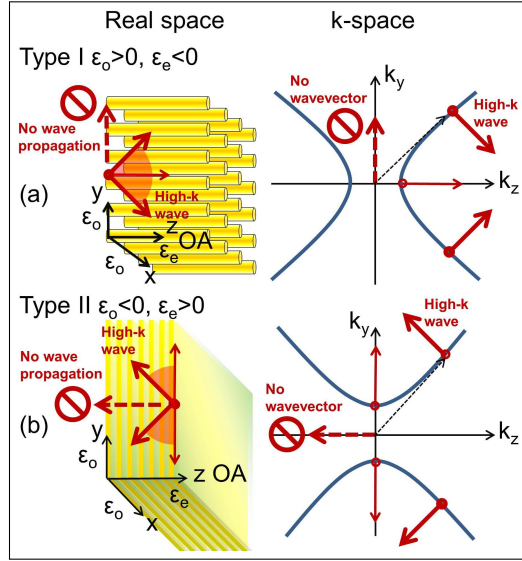 Real space
k-space
Type I εo>0, εe<0
No wave
propagation
High-k
wave
(a)
y
εo
z
OA
εe
εo
x
No
wavevector
ky
High-k
wave
kz
Type II εo<0, εe>0
High-k
wave
No wave
propagation
(b)
y
εo
z OA
εe
εo
x
ky
High-k
wave
No
wavevector
kz